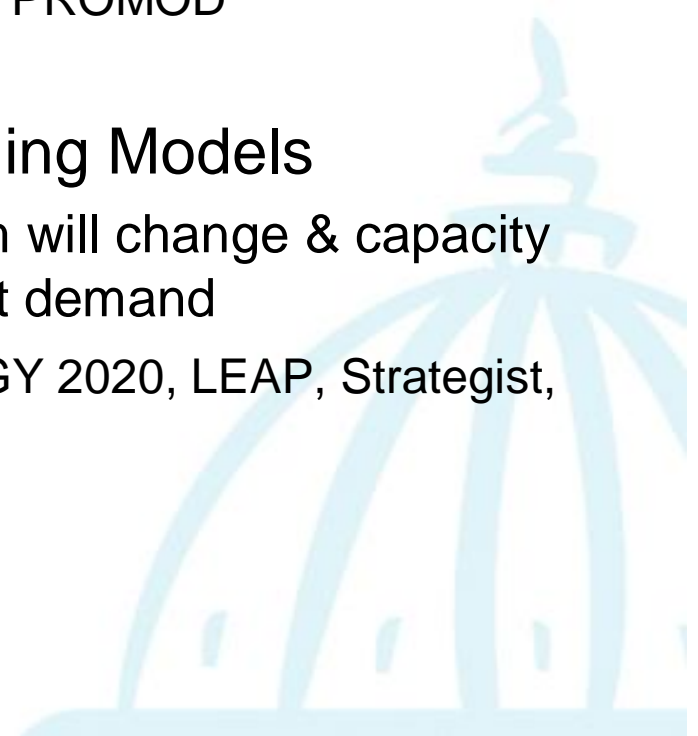 PROMOD
ing Models
n will change & capacity
t demand
GY 2020, LEAP, Strategist,